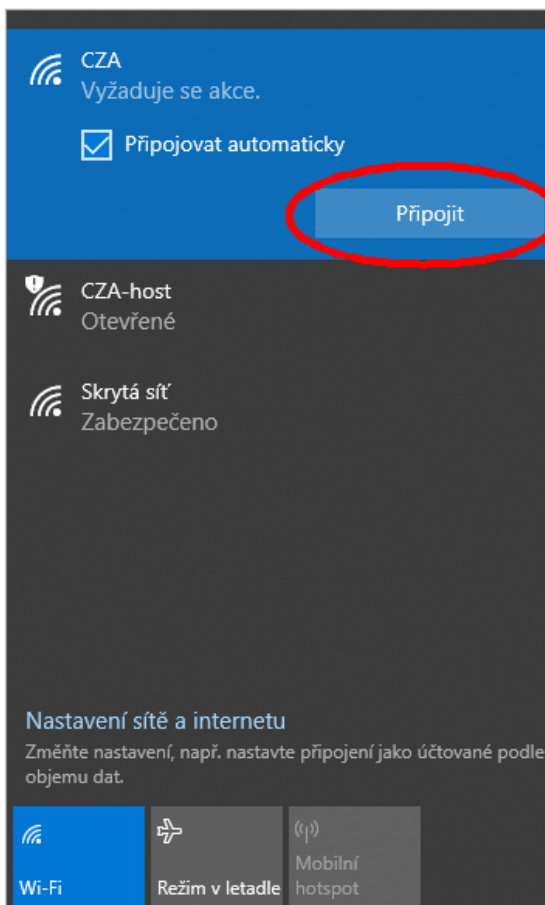 CZA
Vyžaduje se akce.
Připojovat automaticky
Připojit
CZA-host
Otevřené
Skrytá síť
Zabezpečeno
Nastavení sítě a internetu
Změňte nastavení, např. nastavte připojení jako účtované podle
objemu dat.
Wi-Fi
Režim v letadle
Mobilní
hotspot